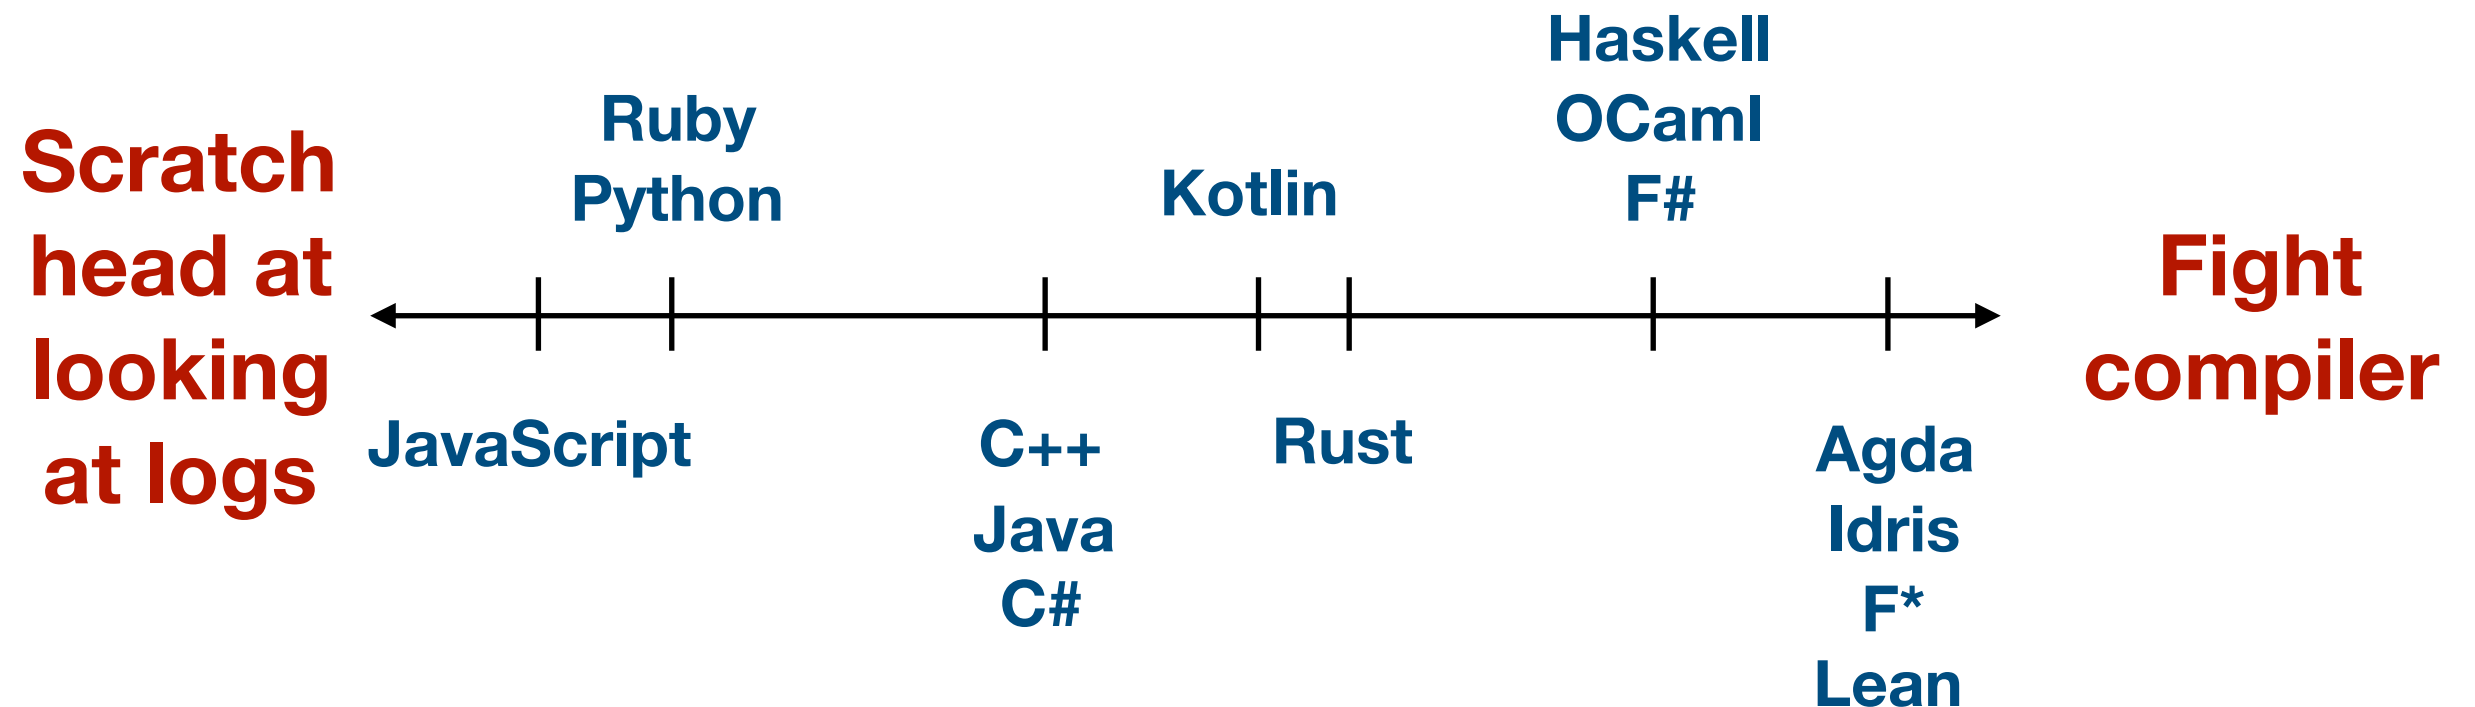 Scratch
head at
looking
at logs
Ruby
Python
JavaScript
C++
Java
C#
Kotlin
Rust
Haskell
OCaml
F#
Agda
Idris
F*
Lean
Fight
compiler